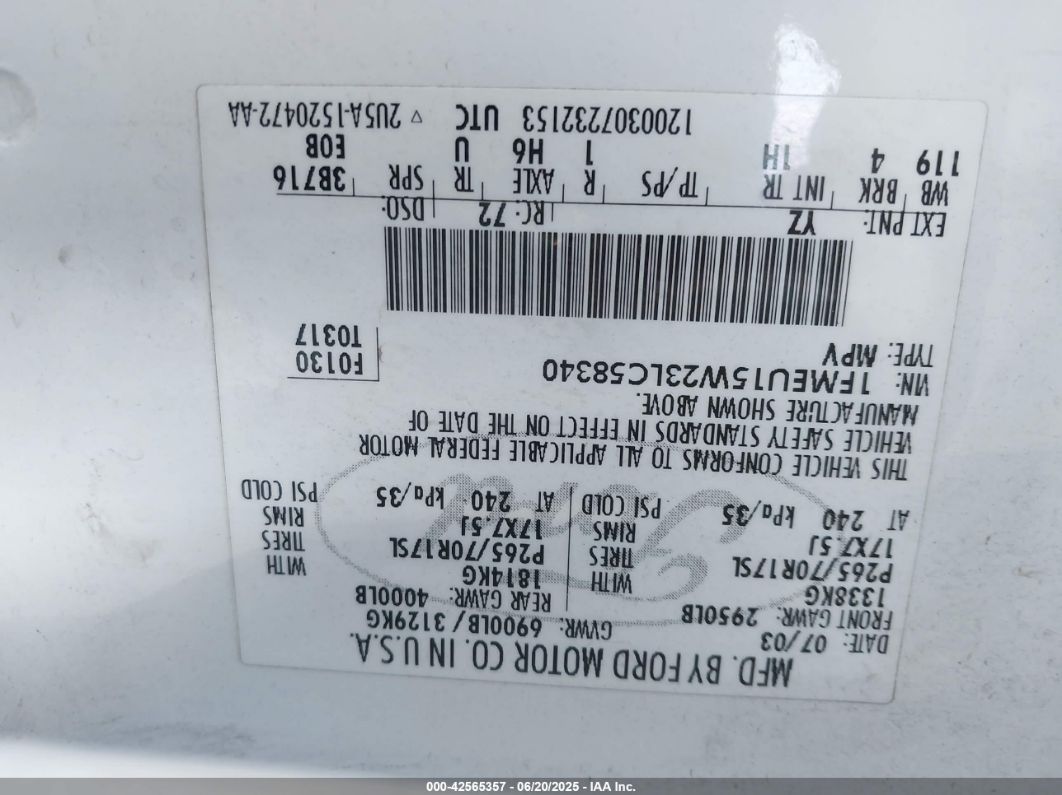 MFD. BY FORD MOTOR CO. IN U.S.A.
DATE: 07/03 GVWR: 6900LB / 3129KG
FRONT GAWR: 2950LB REAR GAWR: 4000LB
1338KG WITH 1814KG WITH
P265/70R17SL TIRES P265/70R17SL TIRES
17X7.5J RIMS 17X7.5J RIMS
AT 240 kPa/35 PSI COLD AT 240 kPa/35 PSI COLD
THIS VEHICLE CONFORMS TO ALL APPLICABLE FEDERAL MOTOR
VEHICLE SAFETY STANDARDS IN EFFECT ON THE DATE OF
MANUFACTURE SHOWN ABOVE.
VIN: 1FMEU15W23LC58340 F0130
TYPE: MPV T0317
EXT PNT: YZ RC: 72 DSO:
WB BRK INT TR TP/PS R AXLE TR SPR 3B716
119 4 1H 1 H6 U E0B
1200307232153 UTC ▽ 2U5A-1520472-AA
Ford
000-42565357 - 06/20/2025 - IAA Inc.